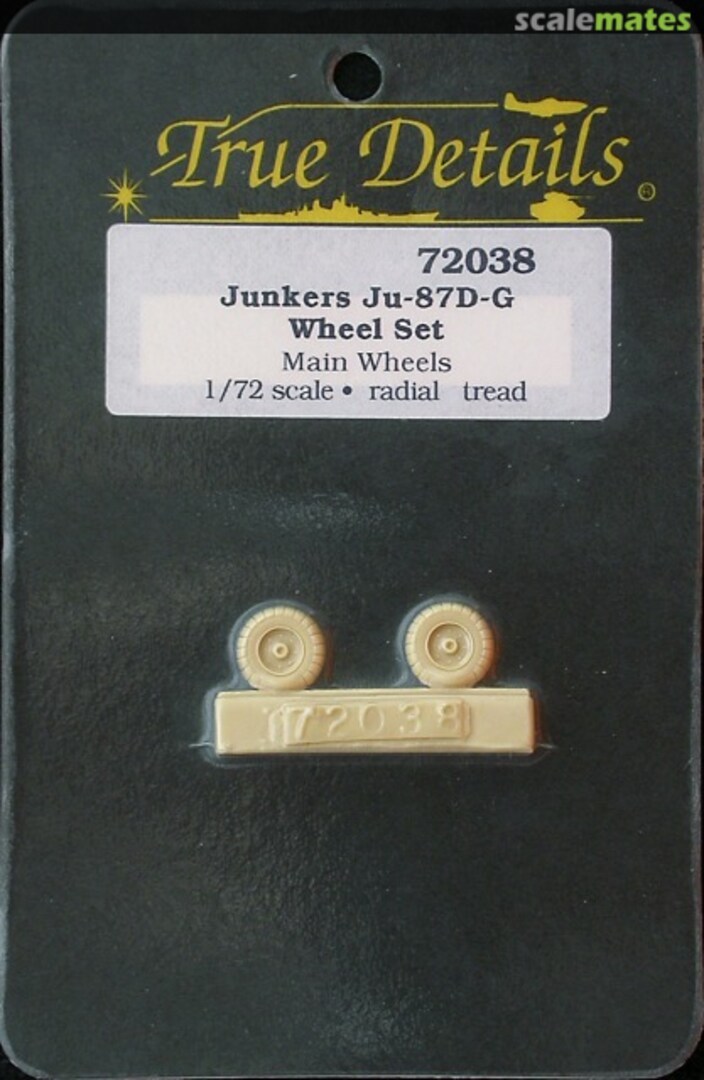 scalemates
True Details ®
72038
Junkers Ju-87D-G
Wheel Set
Main Wheels
1/72 scale • radial tread
72038